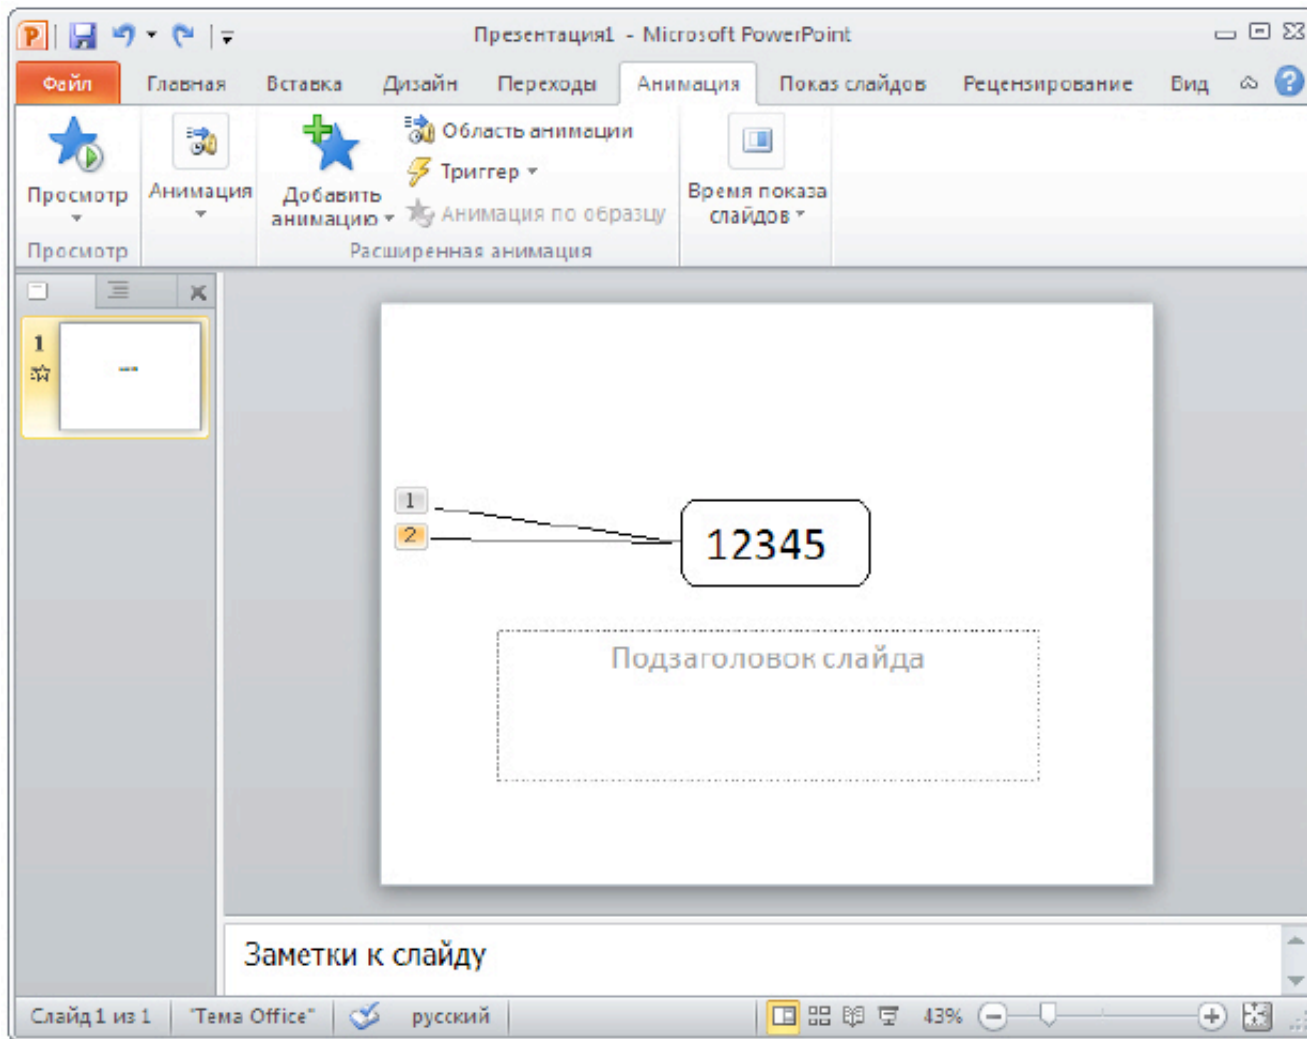 Презентация1 - Microsoft PowerPoint
Файл Главная Вставка Дизайн Переходы Анимация Показ слайдов Рецензирование Вид
Просмотр
Анимация
Добавить анимацию
Область анимации
Триггер
Анимация по образцу
Время показа слайдов
Просмотр
Расширенная анимация
1
1
2
12345
Подзаголовок слайда
Заметки к слайду
Слайд 1 из 1 "Тема Office" русский 43%